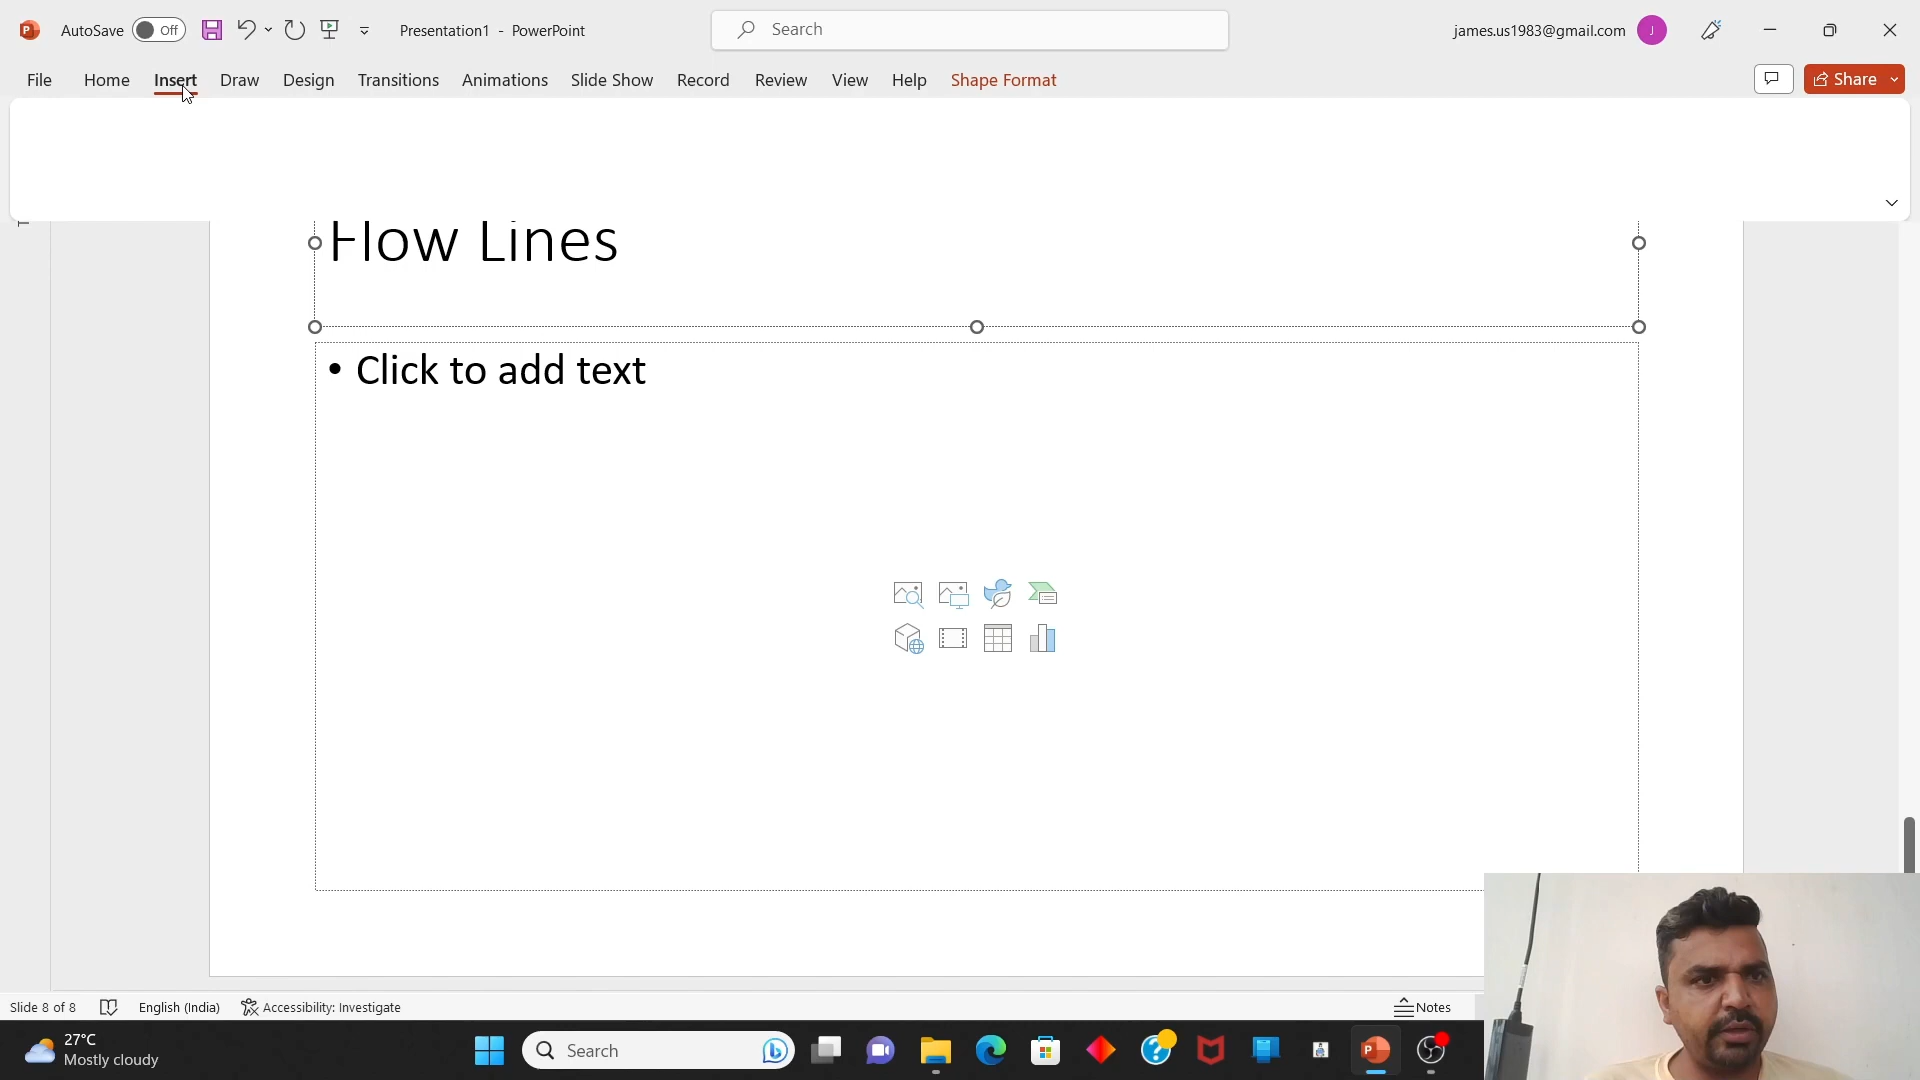 AutoSave Off Presentation1 - PowerPoint Search james.us1983@gmail.com J
File Home Insert Draw Design Transitions Animations Slide Show Record Review View Help Shape Format Share
Flow Lines
• Click to add text
Slide 8 of 8 English (India) Accessibility: Investigate Notes
27°C
Mostly cloudy
Search